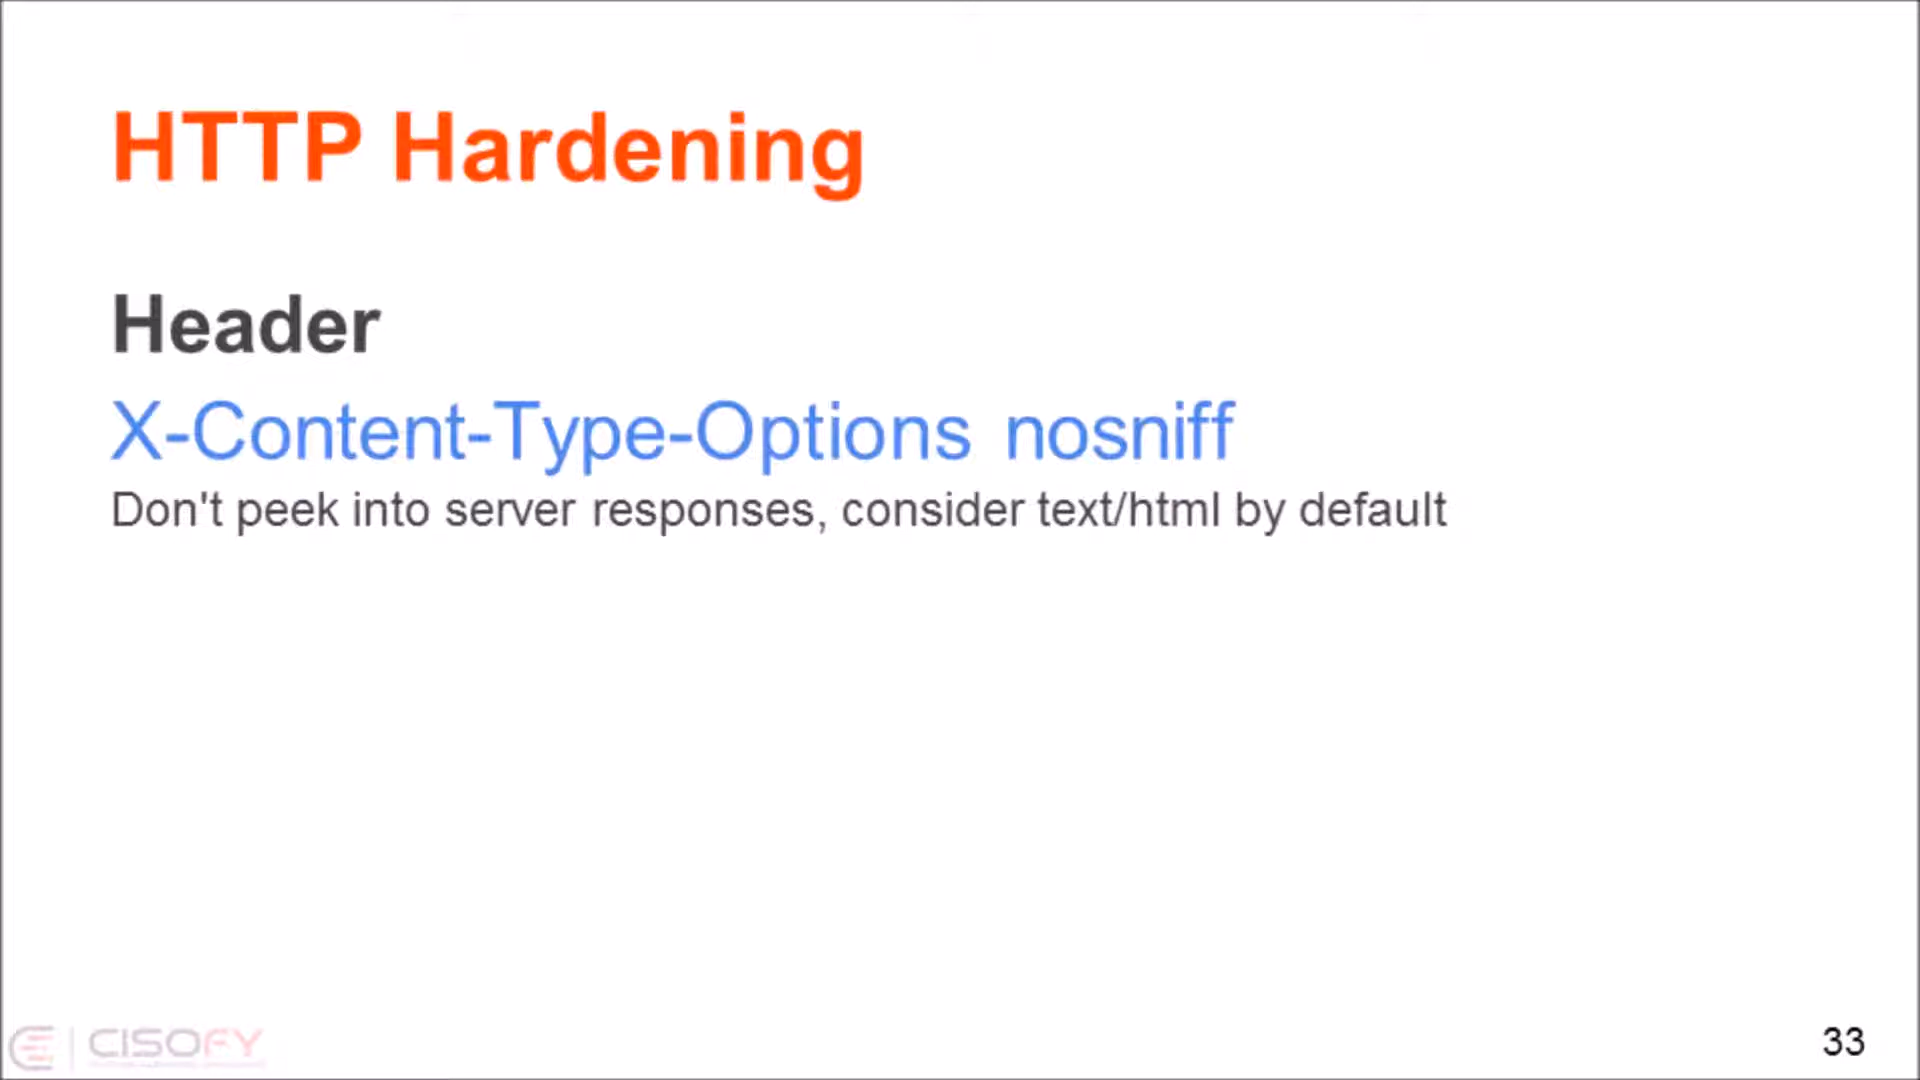 HTTP Hardening
Header
X-Content-Type-Options nosniff
Don't peek into server responses, consider text/html by default
CISOFY
33